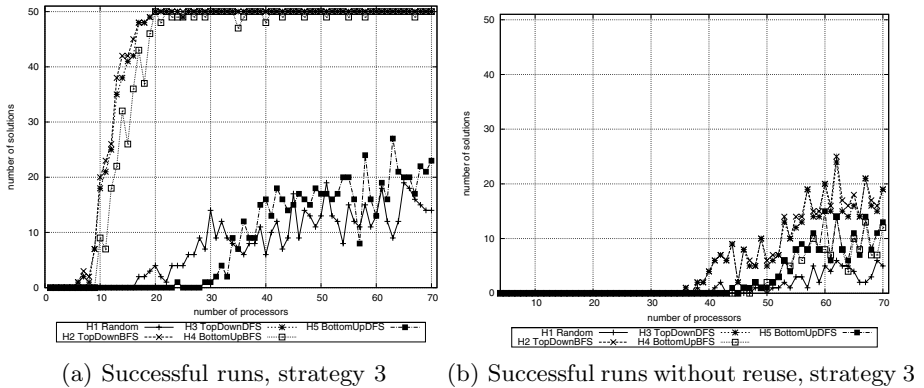 50
40
30
20
10
0
number of solutions
0 10 20 30 40 50 60 70
number of processors
H1 Random H3 TopDownDFS H5 BottomUpDFS
H2 TopDownBFS H4 BottomUpBFS
(a) Successful runs, strategy 3
50
40
30
20
10
0
number of solutions
10 20 30 40 50 60 70
number of processors
H1 Random H3 TopDownDFS H5 BottomUpDFS
H2 TopDownBFS H4 BottomUpBFS
(b) Successful runs without reuse, strategy 3